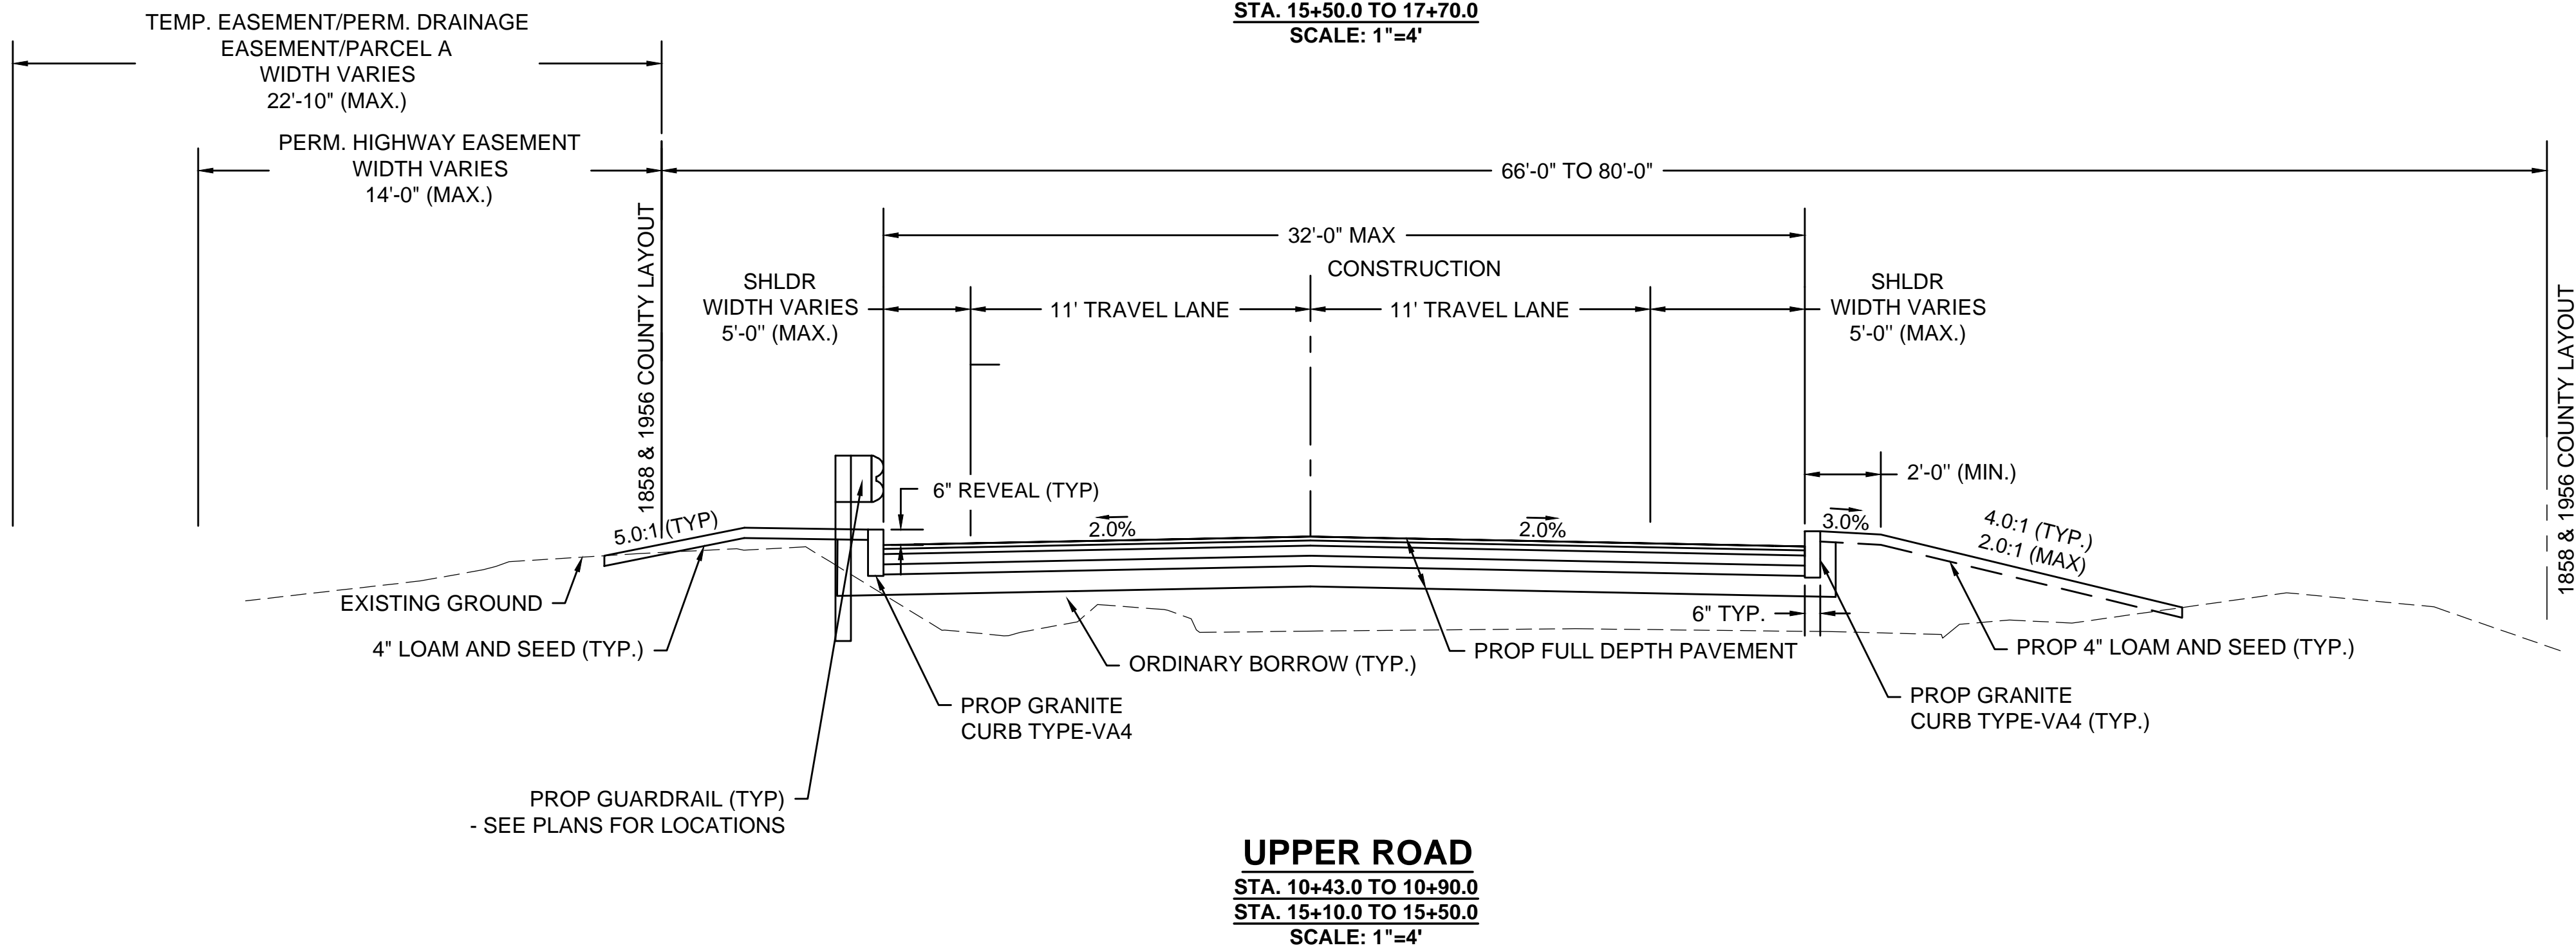 STA. 15+50.0 TO 17+70.0
SCALE: 1"=4'
TEMP. EASEMENT/PERM. DRAINAGE
EASEMENT/PARCEL A
WIDTH VARIES
22'-10" (MAX.)
PERM. HIGHWAY EASEMENT
WIDTH VARIES
14'-0" (MAX.)
66'-0" TO 80'-0"
1858 & 1956 COUNTY LAYOUT
32'-0" MAX
CONSTRUCTION
SHLDR
WIDTH VARIES
5'-0" (MAX.)
11' TRAVEL LANE
11' TRAVEL LANE
SHLDR
WIDTH VARIES
5'-0" (MAX.)
1858 & 1956 COUNTY LAYOUT
6" REVEAL (TYP)
2'-0" (MIN.)
5.0:1 (TYP)
2.0%
2.0%
3.0%
4.0:1 (TYP.)
2.0:1 (MAX)
EXISTING GROUND
4" LOAM AND SEED (TYP.)
6" TYP.
ORDINARY BORROW (TYP.)
PROP FULL DEPTH PAVEMENT
PROP 4" LOAM AND SEED (TYP.)
PROP GRANITE
CURB TYPE-VA4
PROP GRANITE
CURB TYPE-VA4 (TYP.)
PROP GUARDRAIL (TYP)
- SEE PLANS FOR LOCATIONS
UPPER ROAD
STA. 10+43.0 TO 10+90.0
STA. 15+10.0 TO 15+50.0
SCALE: 1"=4'